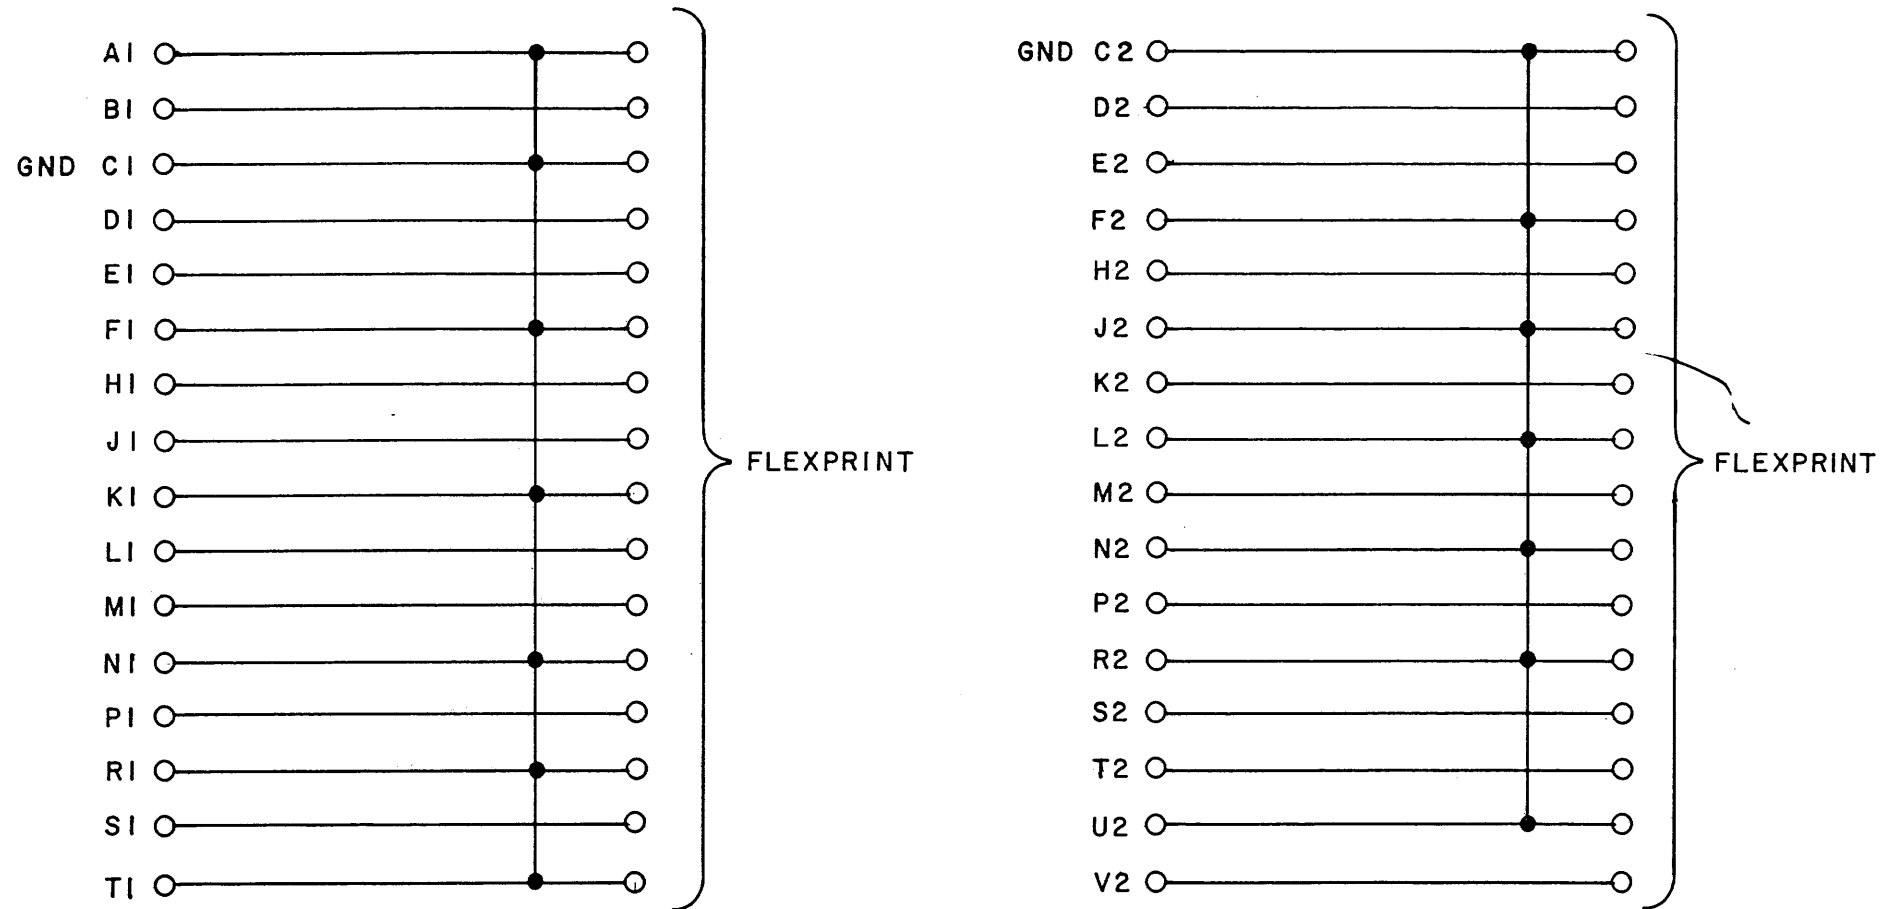 A1
B1
GND C1
D1
E1
F1
H1
J1
K1
L1
M1
N1
P1
R1
S1
T1
FLEXPRINT
GND C2
D2
E2
F2
H2
J2
K2
L2
M2
N2
P2
R2
S2
T2
U2
V2
FLEXPRINT